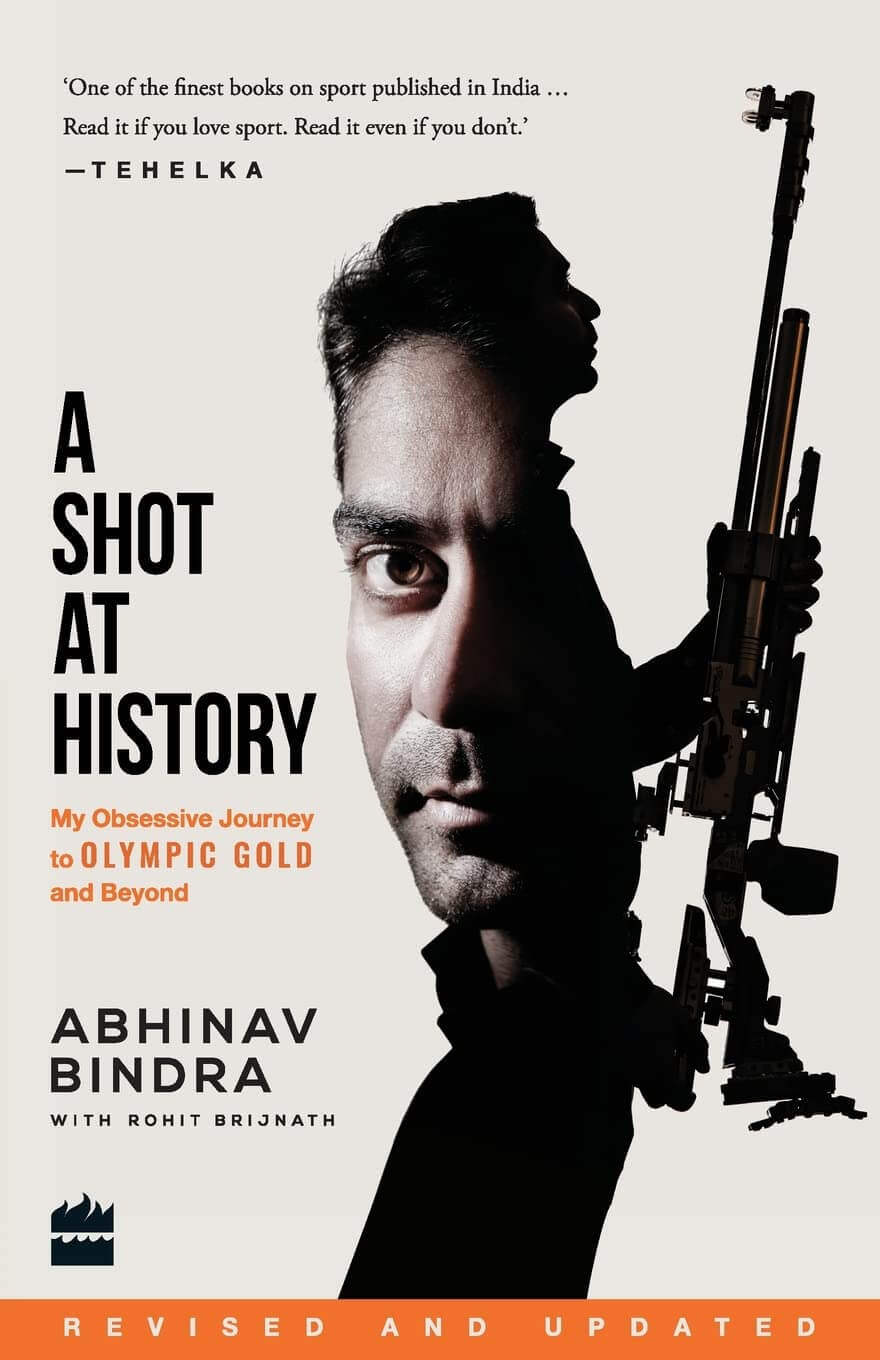 ‘One of the finest books on sport published in India ...
Read it if you love sport. Read it even if you don’t.’
—TEHELKA
A
SHOT
AT
HISTORY
My Obsessive Journey
to OLYMPIC GOLD
and Beyond
ABHINAV
BINDRA
WITH ROHIT BRIJNATH
REVISED AND UPDATED